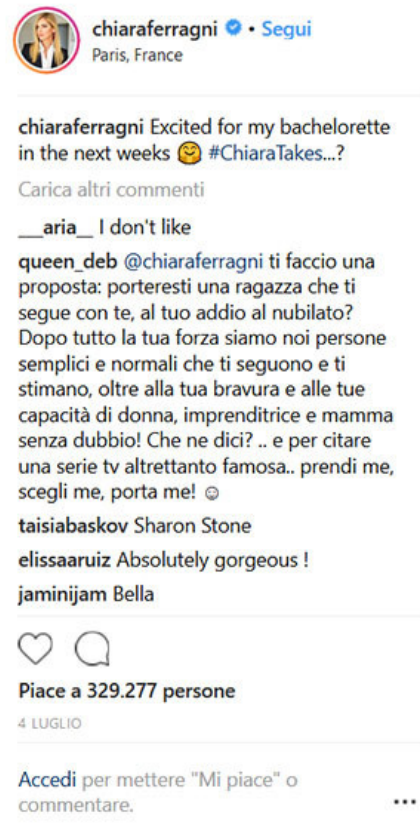 chiaraferragni • Segui
Paris, France
chiaraferragni Excited for my bachelorette
in the next weeks 🤗 #ChiaraTakes...?
Carica altri commenti
__aria__ I don't like
queen_deb @chiaraferragni ti faccio una
proposta: porteresti una ragazza che ti
segue con te, al tuo addio al nubilato?
Dopo tutto la tua forza siamo noi persone
semplici e normali che ti seguono e ti
stimano, oltre alla tua bravura e alle tue
capacità di donna, imprenditrice e mamma
senza dubbio! Che ne dici? .. e per citare
una serie tv altrettanto famosa.. prendi me,
scegli me, porta me! ☺
taisiabaskov Sharon Stone
elissaaruiz Absolutely gorgeous !
jaminijam Bella
Piace a 329.277 persone
4 LUGLIO
Accedi per mettere "Mi piace" o
commentare.